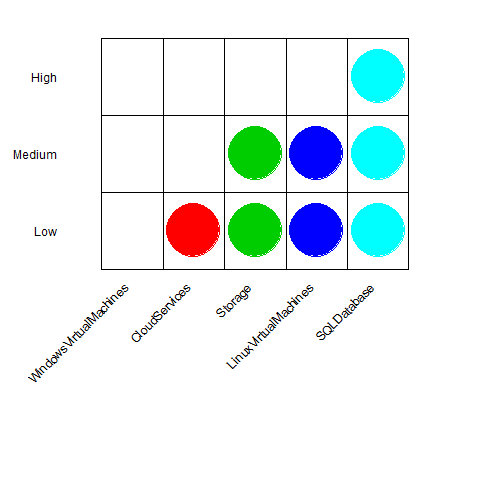 High
Medium
Low
WindowsVirtualMachines
CloudServices
Storage
LinuxVirtualMachines
SQLDatabase